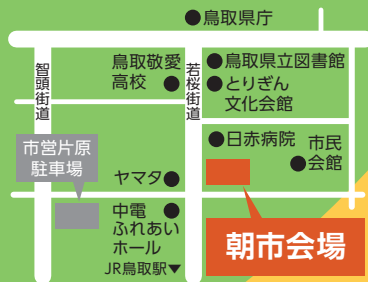 ●鳥取県庁
鳥取敬愛
高校●
●鳥取県立図書館
●とりぎん
文化会館
智頭街道
若桜街道
●日赤病院
市民
●会館
市営片原
駐車場
ヤマタ●
中電●
ふれあい
ホール
JR鳥取駅▼
朝市会場